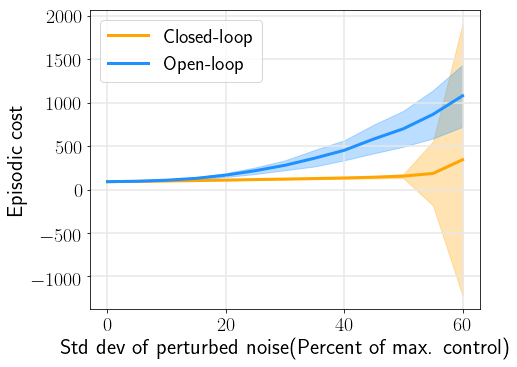 Closed-loop
Open-loop
2000
1500
1000
500
0
−500
−1000
Episodic cost
0 20 40 60
Std dev of perturbed noise(Percent of max. control)